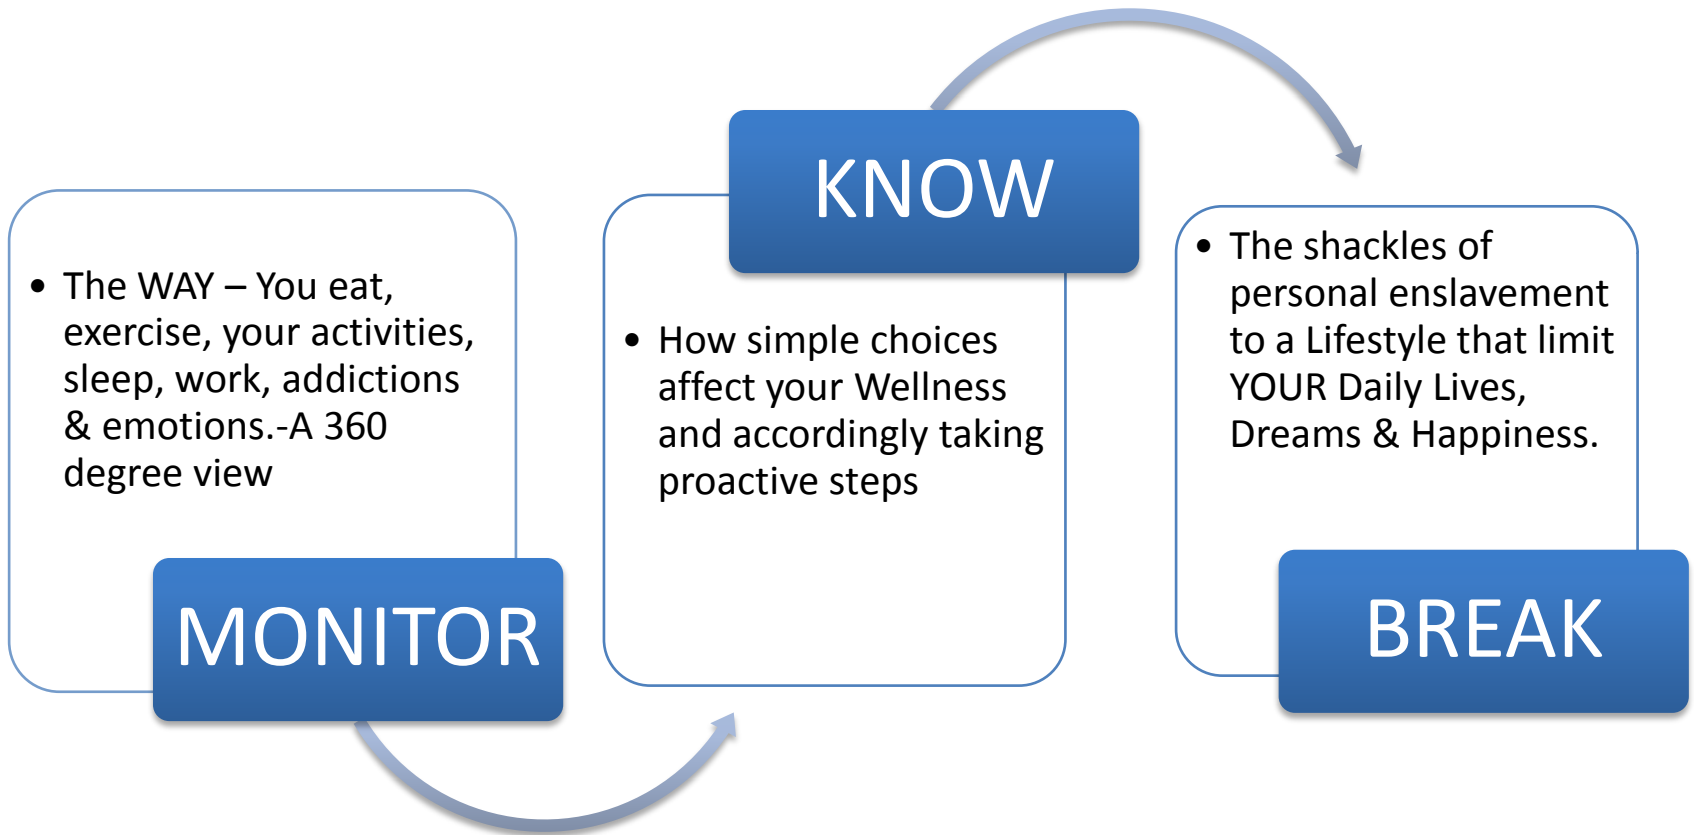 • The WAY – You eat,
exercise, your activities,
sleep, work, addictions
& emotions.-A 360
degree view
MONITOR
KNOW
• How simple choices
affect your Wellness
and accordingly taking
proactive steps
• The shackles of
personal enslavement
to a Lifestyle that limit
YOUR Daily Lives,
Dreams & Happiness.
BREAK